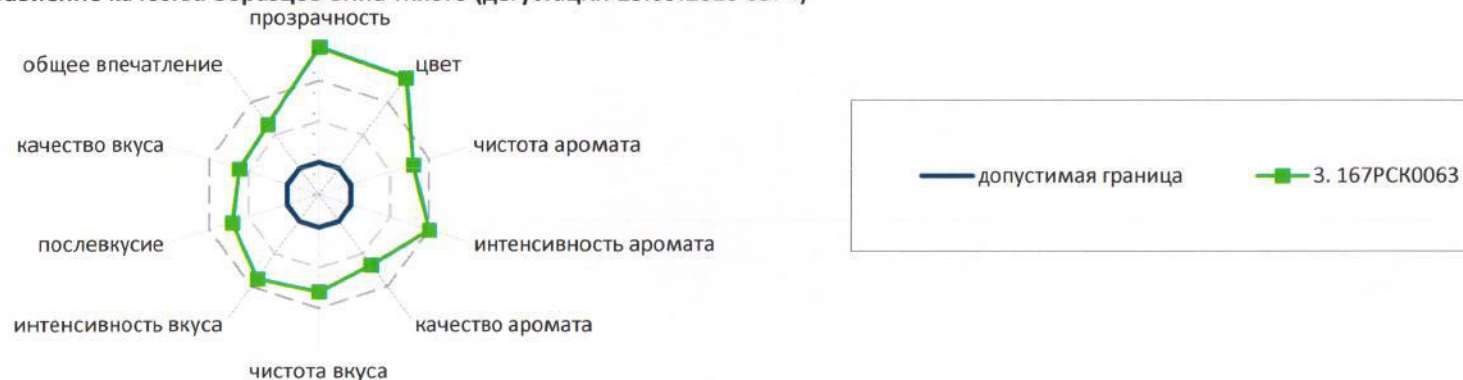 прозрачность
общее впечатление
цвет
качество вкуса
чистота аромата
послевкусие
интенсивность аромата
интенсивность вкуса
качество аромата
чистота вкуса
допустимая граница
3. 167РСК0063